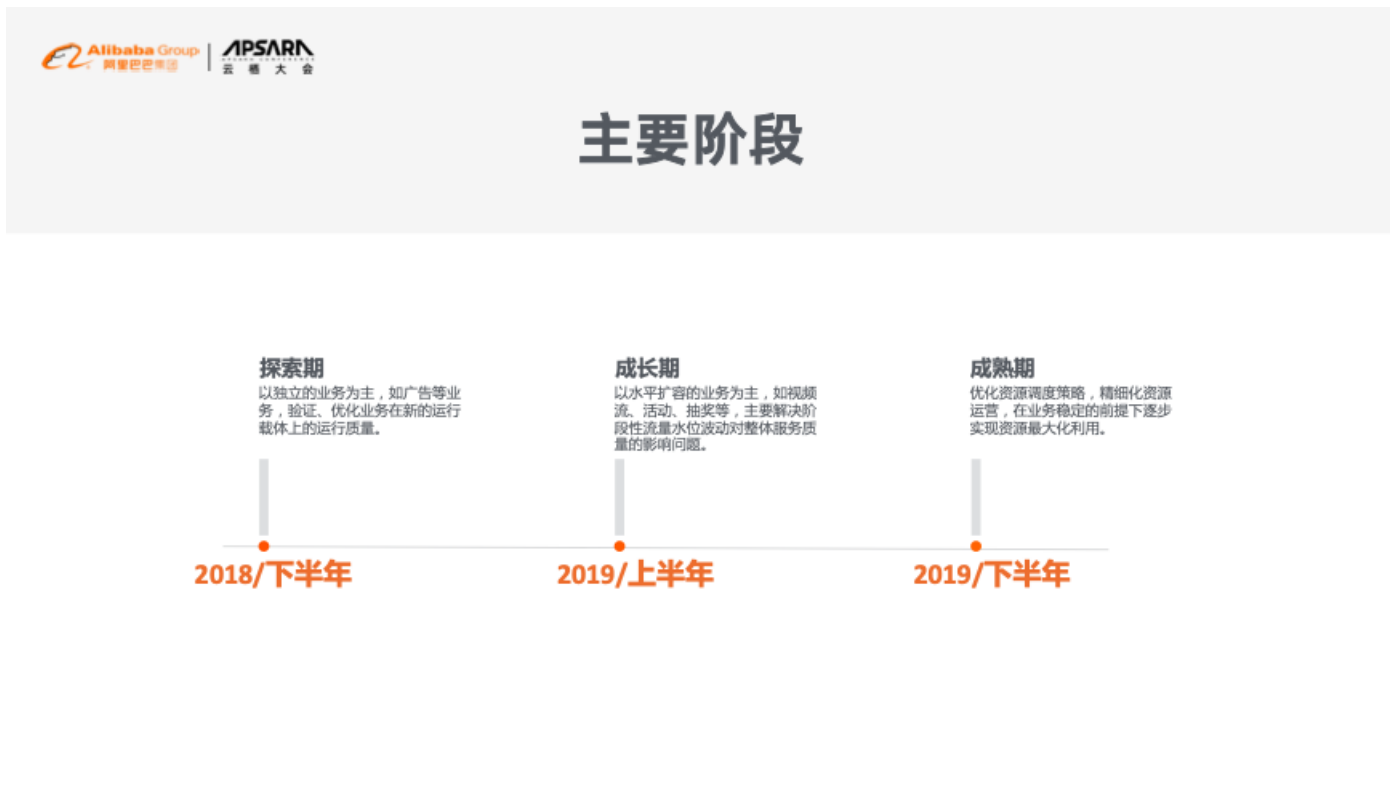 Alibaba Group
阿里巴巴集团
APSARA
APSARA CONFERENCE
云栖大会
主要阶段
探索期
以独立的业务为主，如广告等业
务，验证、优化业务在新的运行
载体上的运行质量。
成长期
以水平扩容的业务为主，如视频
流、活动、抽奖等，主要解决阶
段性流量水位波动对整体服务质
量的影响问题。
成熟期
优化资源调度策略，精细化资源
运营，在业务稳定的前提下逐步
实现资源最大化利用。
2018/下半年
2019/上半年
2019/下半年